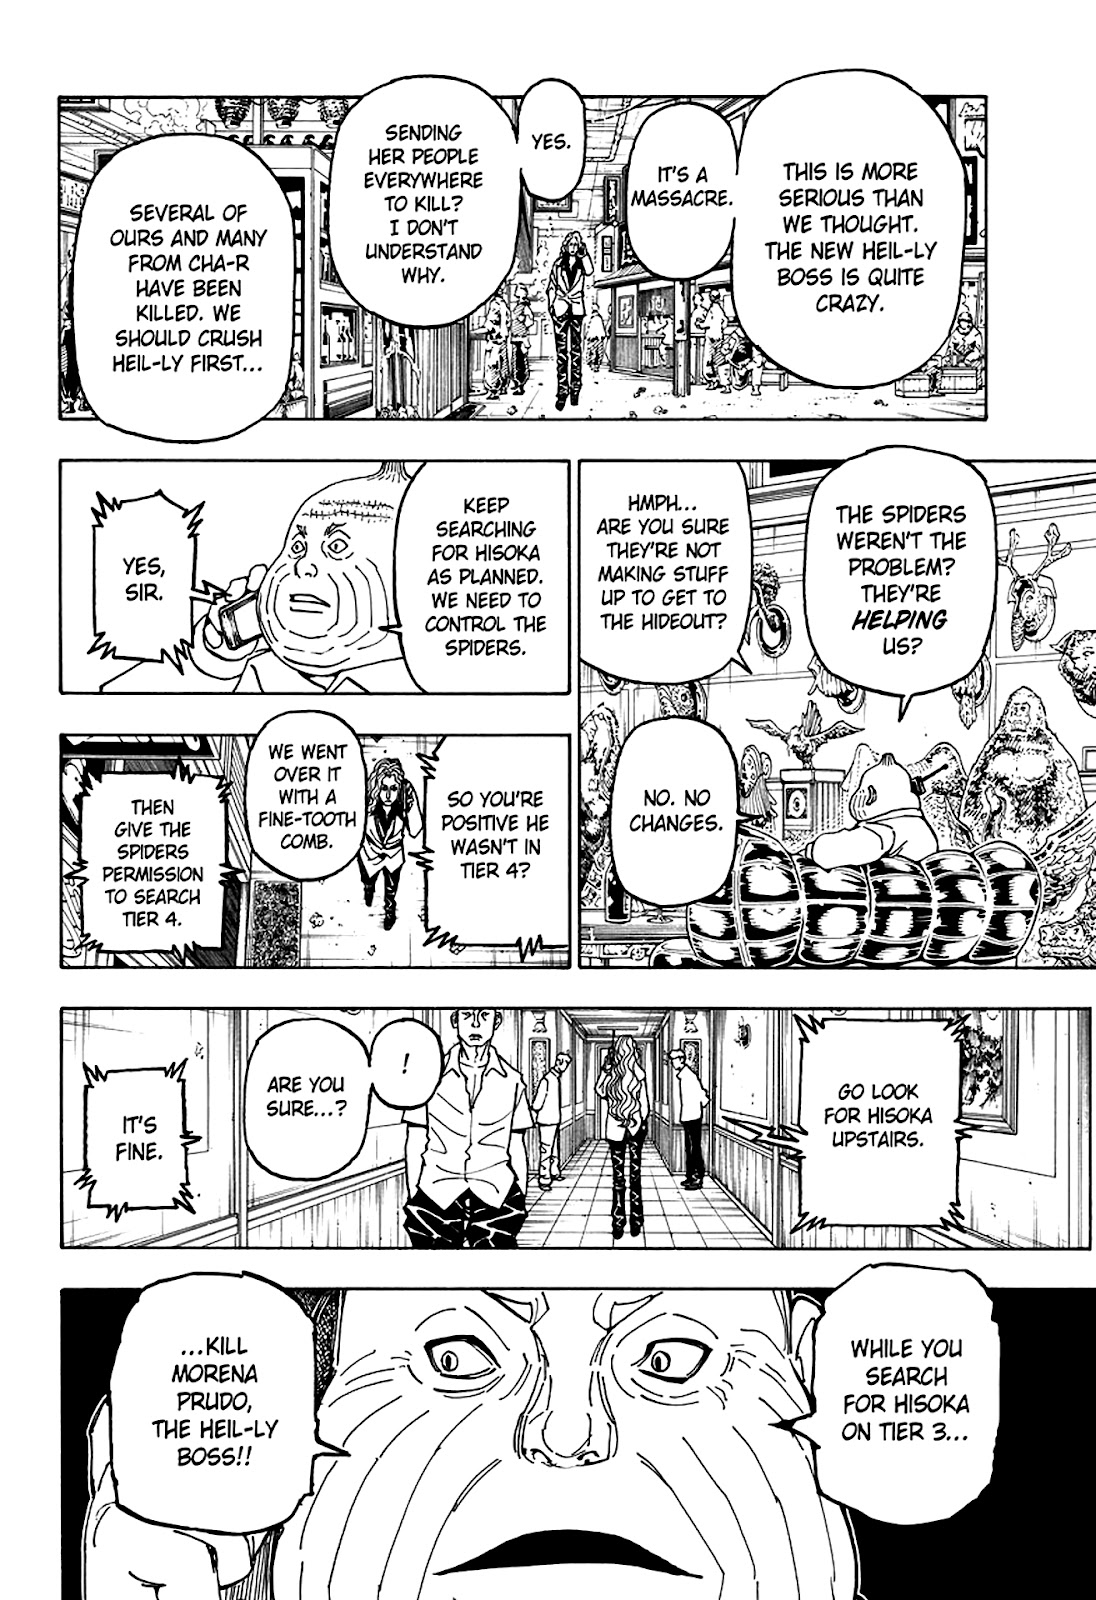 THIS IS MORE
SERIOUS THAN
WE THOUGHT.
THE NEW HEIL-LY
BOSS IS QUITE
CRAZY.
IT'S A
MASSACRE.
YES.
SENDING
HER PEOPLE
EVERYWHERE
TO KILL?
I DON'T
UNDERSTAND
WHY.
SEVERAL OF
OURS AND MANY
FROM CHA-R
HAVE BEEN
KILLED. WE
SHOULD CRUSH
HEIL-LY FIRST...
THE SPIDERS
WEREN'T THE
PROBLEM?
THEY'RE
HELPING
US?
HMPH...
ARE YOU SURE
THEY'RE NOT
MAKING STUFF
UP TO GET TO
THE HIDEOUT?
NO. NO
CHANGES.
KEEP
SEARCHING
FOR HISOKA
AS PLANNED.
WE NEED TO
CONTROL THE
SPIDERS.
YES,
SIR.
SO YOU'RE
POSITIVE HE
WASN'T IN
TIER 4?
WE WENT
OVER IT
WITH A
FINE-TOOTH
COMB.
THEN
GIVE THE
SPIDERS
PERMISSION
TO SEARCH
TIER 4.
GO LOOK
FOR HISOKA
UPSTAIRS.
!
ARE YOU
SURE...?
IT'S
FINE.
WHILE YOU
SEARCH
FOR HISOKA
ON TIER 3...
...KILL
MORENA
PRUDO,
THE HEIL-LY
BOSS!!